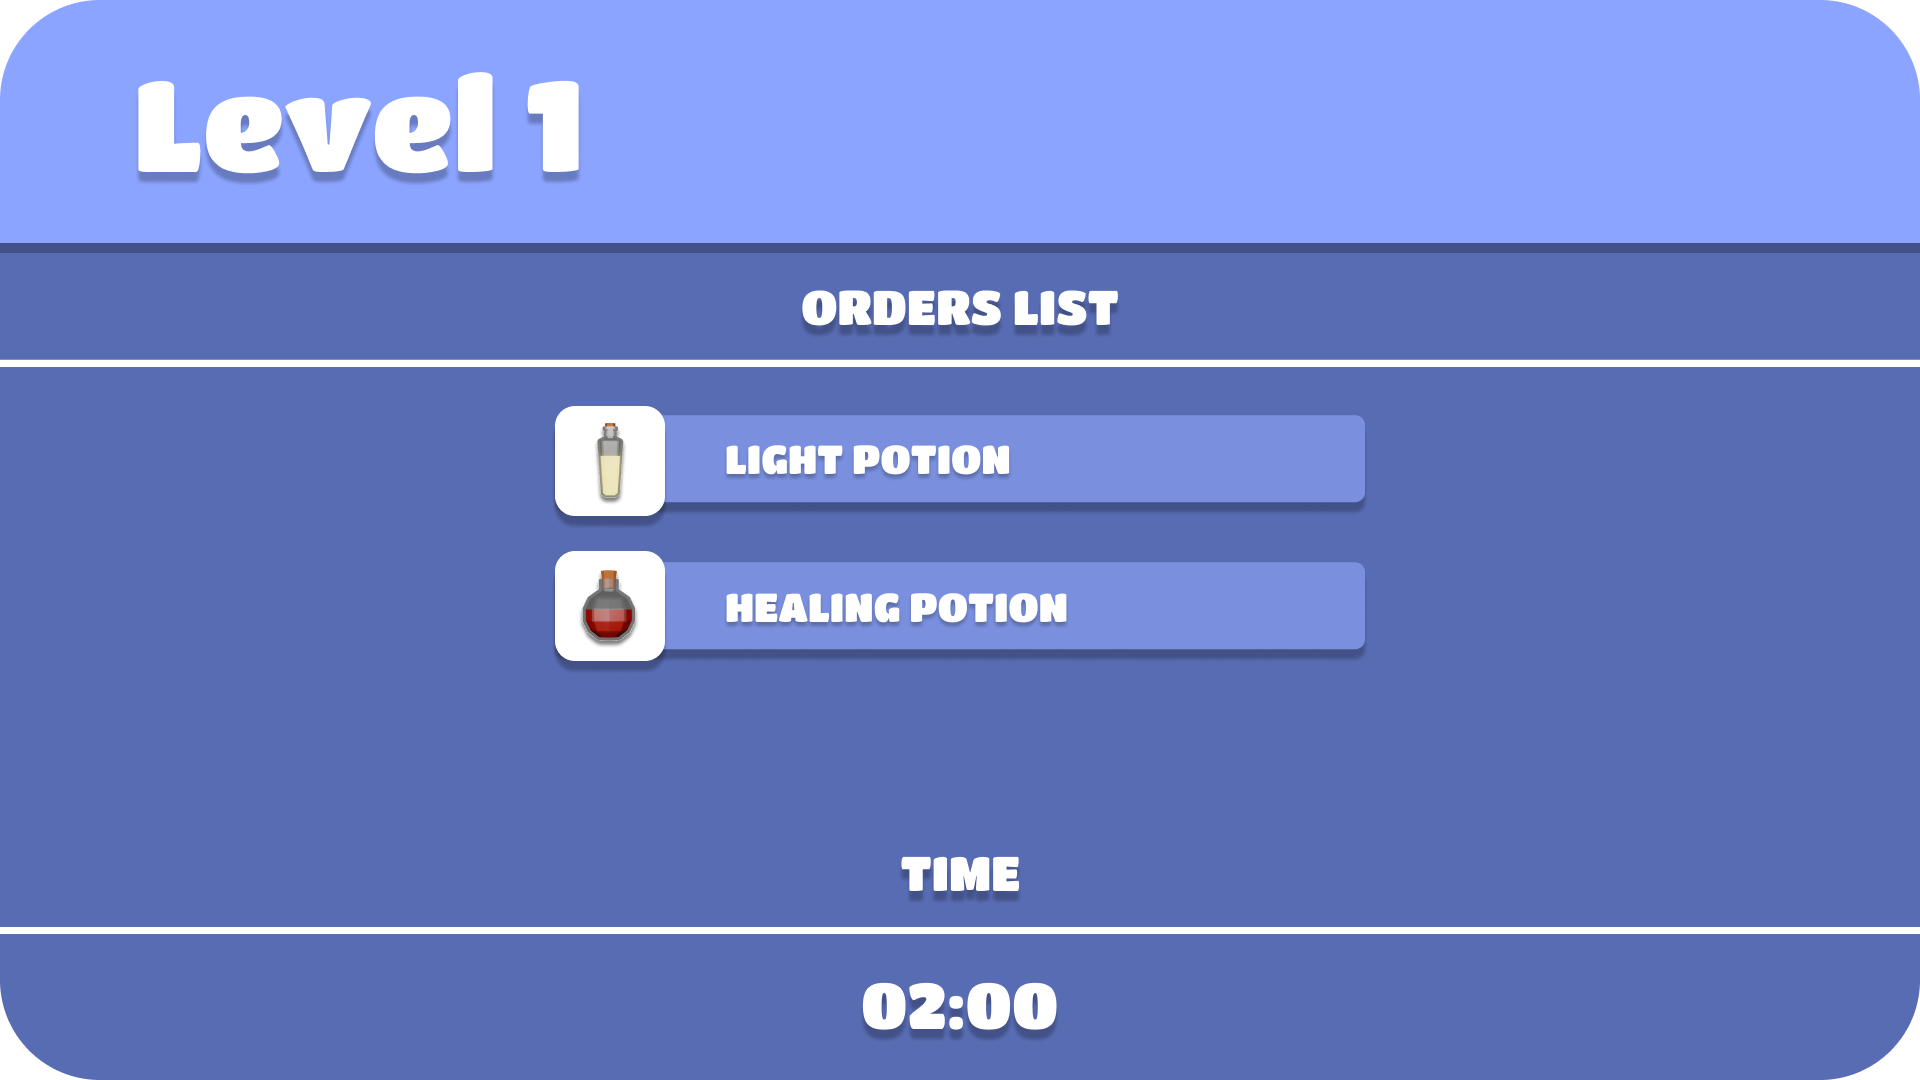 Level 1
ORDERS LIST
LIGHT POTION
HEALING POTION
TIME
02:00